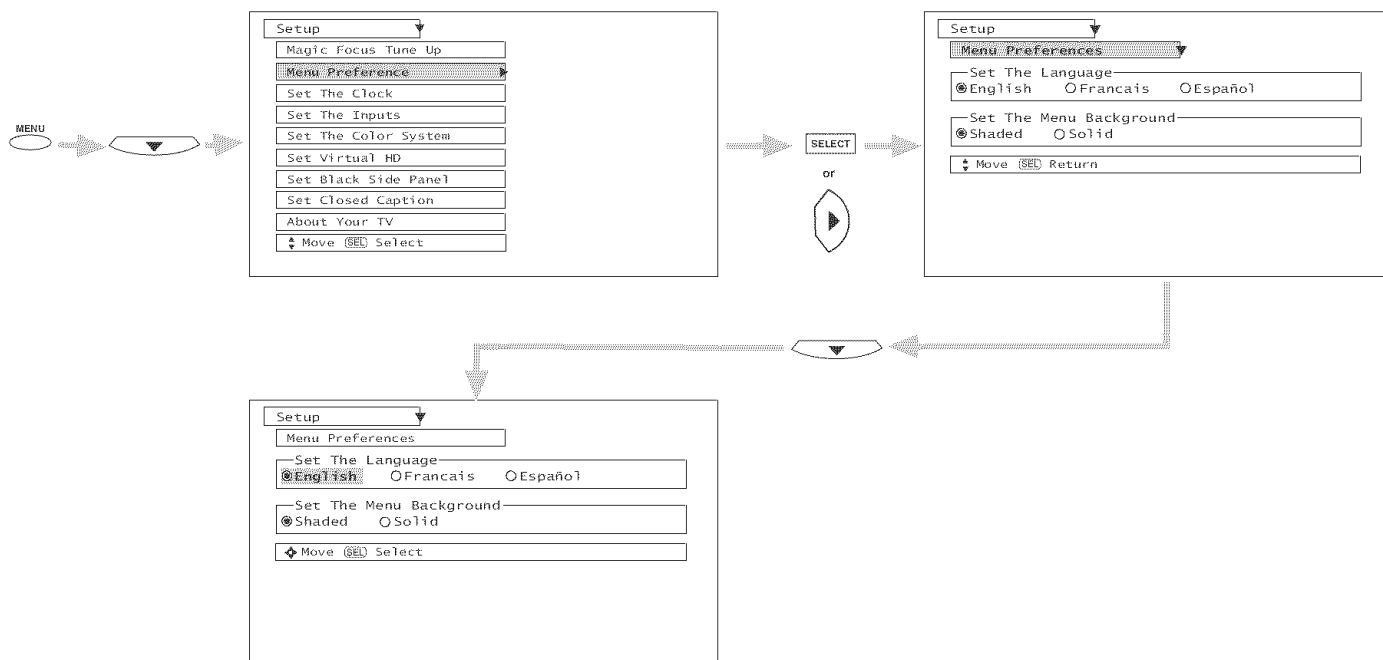 MENU
Setup
Magic Focus Tune Up
Menu Preference
Set The Clock
Set The Inputs
Set The Color System
Set Virtual HD
Set Black Side Panel
Set Closed Caption
About Your TV
Move SEL Select
SELECT
or
Setup
Menu Preferences
Set The Language
English Francais Español
Set The Menu Background
Shaded Solid
Move SEL Return
Setup
Menu Preferences
Set The Language
English Francais Español
Set The Menu Background
Shaded Solid
Move SEL Select